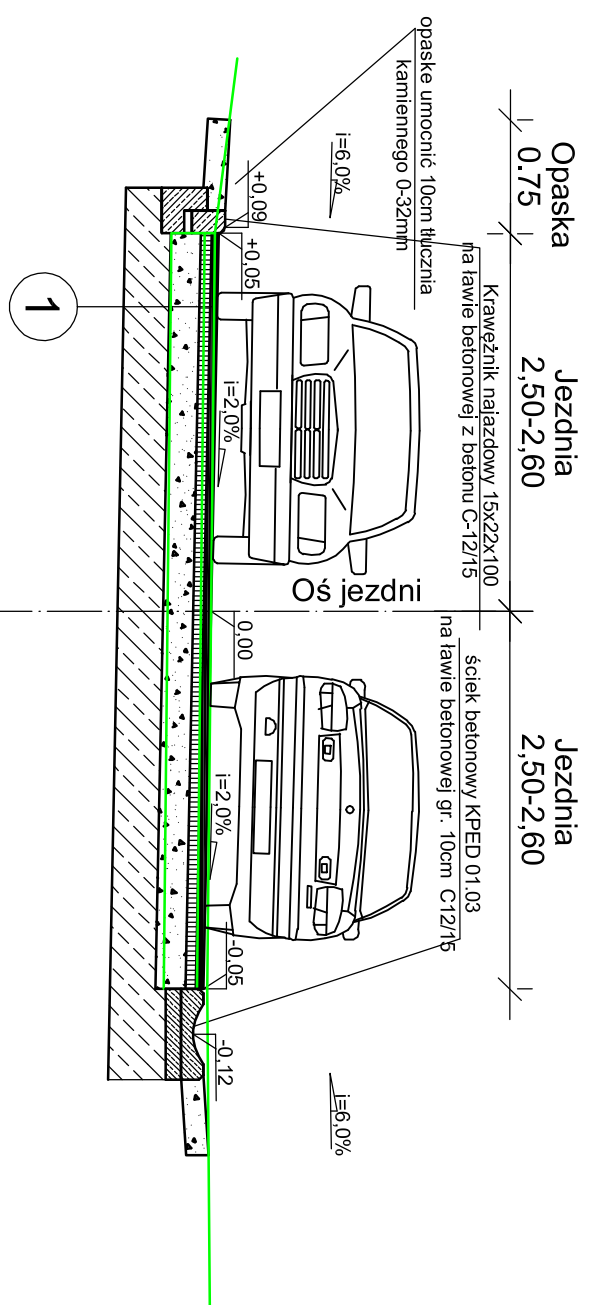 Opaska
0.75
Jezdnia
2,50-2,60
Jezdnia
2,50-2,60
opaske umocnić 10cm tłucznia
kamiennego 0-32mm
Krawężnik najazdowy 15x22x100
na ławie betonowej z betonu C-12/15
ściek betonowy KPED 01.03
na ławie betonowej gr. 10cm C12/15
i=6,0%
i=6,0%
Oś jezdni
+0,09
+0,05
0,00
-0,05
-0,12
i=2,0%
i=2,0%
1